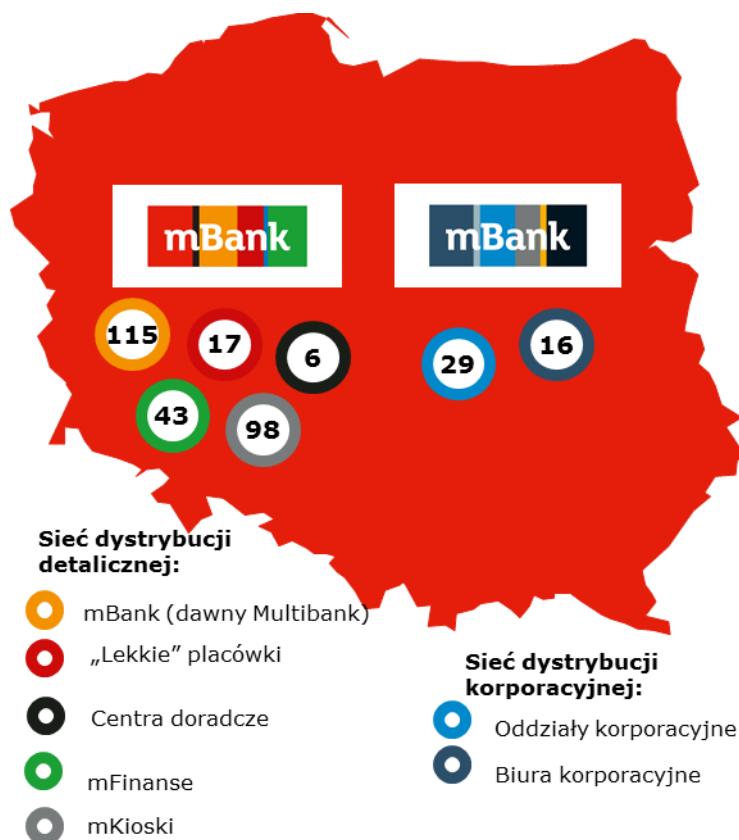 mBank
mBank
115
17
6
29
16
43
98
Sieć dystrybucji
detalicznej:
mBank (dawny Multibank)
„Lekkie” placówki
Centra doradcze
mFinanse
mKioski
Sieć dystrybucji
korporacyjnej:
Oddziały korporacyjne
Biura korporacyjne